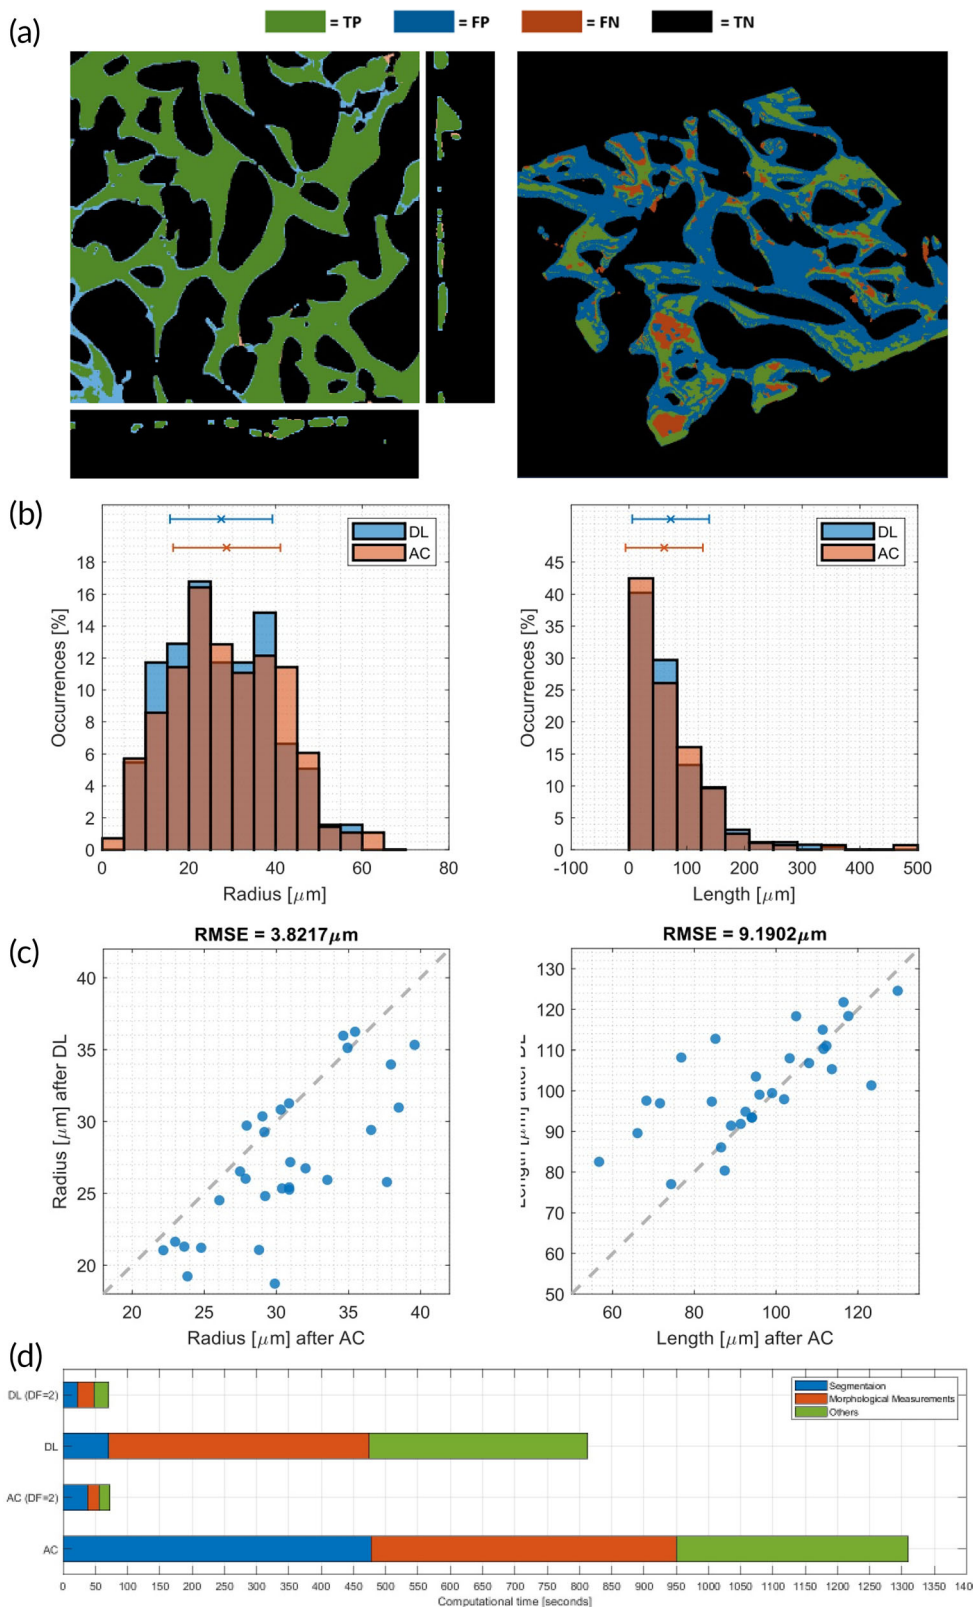 (a)
= TP = FP = FN = TN
(b)
DL
AC
Occurrences [%]
18
16
14
12
10
8
6
4
2
0
0 20 40 60 80
Radius [μm]
DL
AC
Occurrences [%]
45
40
35
30
25
20
15
10
5
0
-100 0 100 200 300 400 500
Length [μm]
(c)
RMSE = 3.8217μm
Radius [μm] after DL
40
35
30
25
20
20 25 30 35 40
Radius [μm] after AC
RMSE = 9.1902μm
Length [μm] after DL
130
120
110
100
90
80
70
60
50
60 80 100 120
Length [μm] after AC
(d)
Segmentaion
Morphological Measurements
Others
DL (DF=2)
DL
AC (DF=2)
AC
0 50 100 150 200 250 300 350 400 450 500 550 600 650 700 750 800 850 900 950 1000 1050 1100 1150 1200 1250 1300 1350 140
Computational time [seconds]